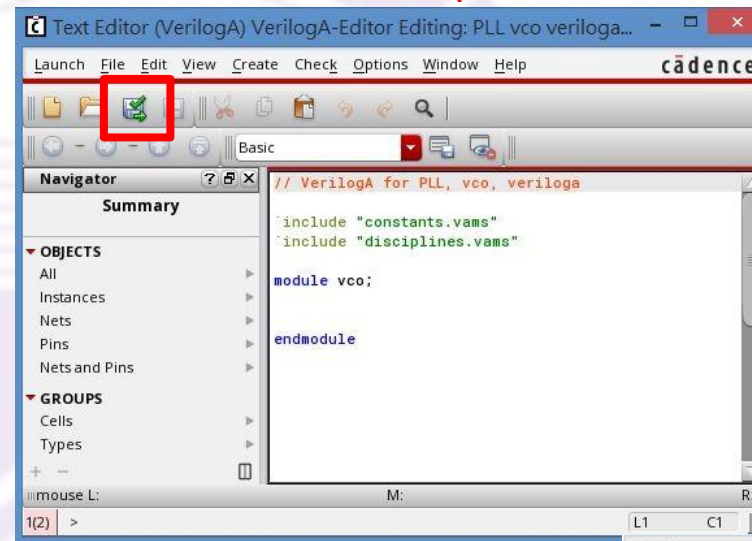 Text Editor (VerilogA) VerilogA-Editor Editing: PLL vco veriloga...
Launch File Edit View Create Check Options Window Help cādence
Basic
Navigator
Summary
OBJECTS
All
Instances
Nets
Pins
Nets and Pins
GROUPS
Cells
Types
// VerilogA for PLL, vco, veriloga
`include "constants.vams"
`include "disciplines.vams"
module vco;
endmodule
mouse L: M: R
1(2) > L1 C1